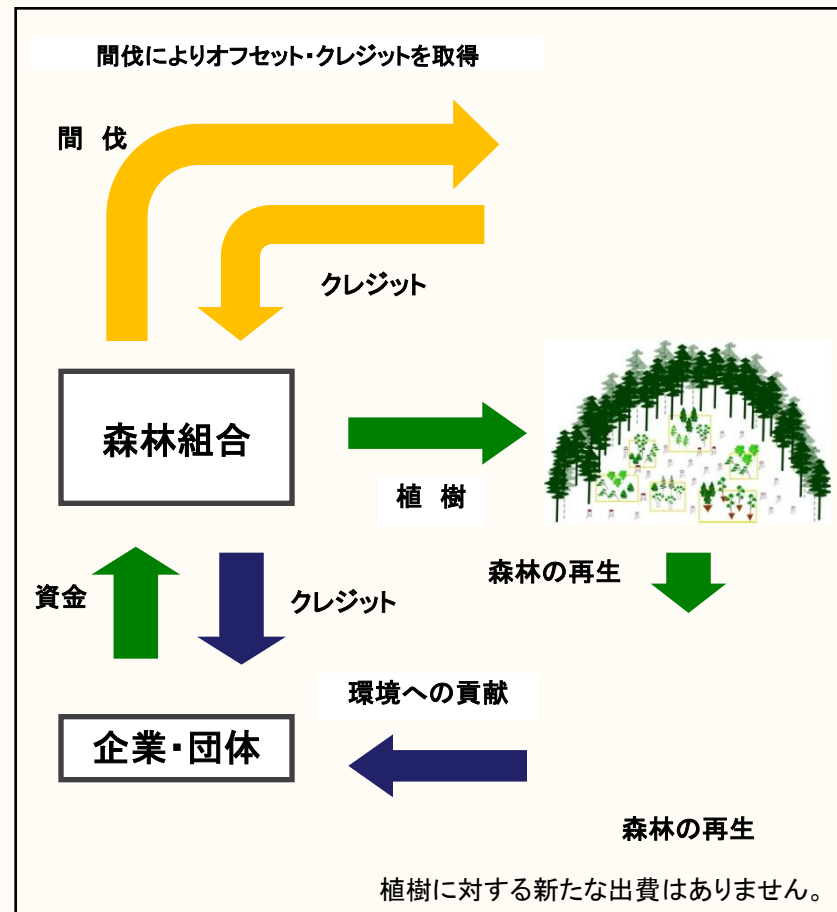 間伐によりオフセット・クレジットを取得
間 伐
クレジット
森林組合
植 樹
森林の再生
資金
クレジット
環境への貢献
企業・団体
森林の再生
植樹に対する新たな出費はありません。